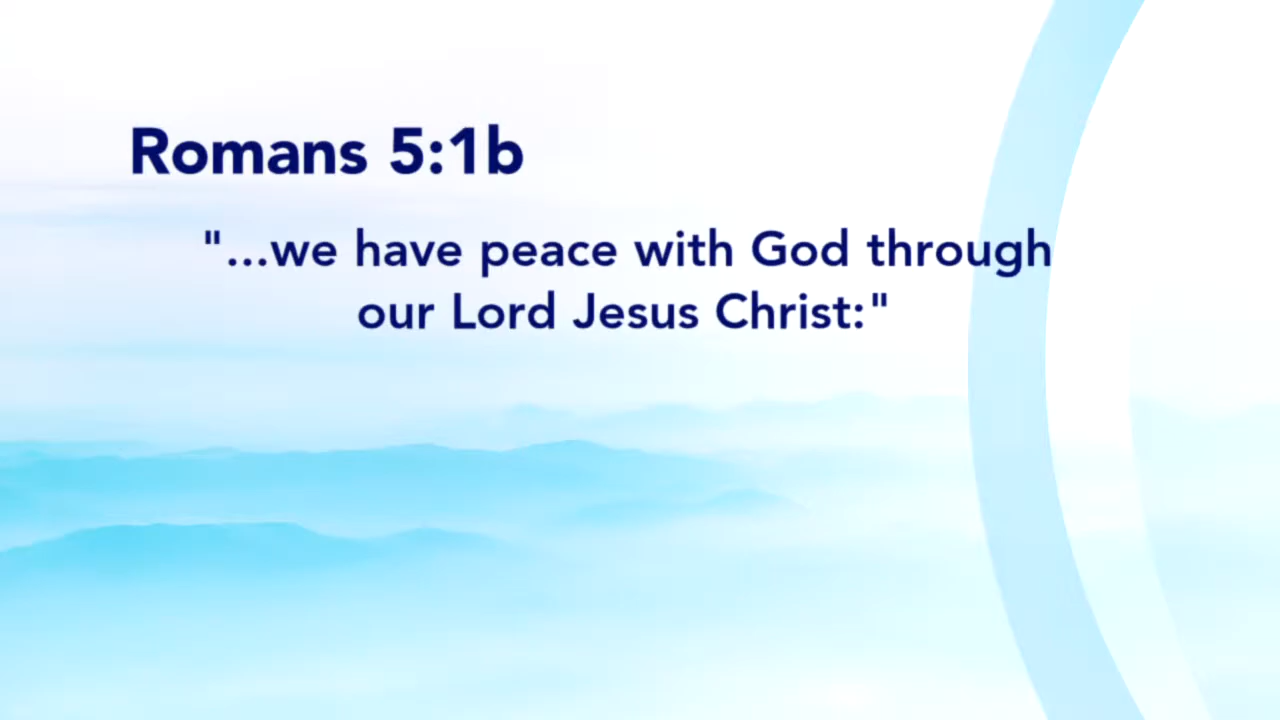 Romans 5:1b
"...we have peace with God through
our Lord Jesus Christ:"